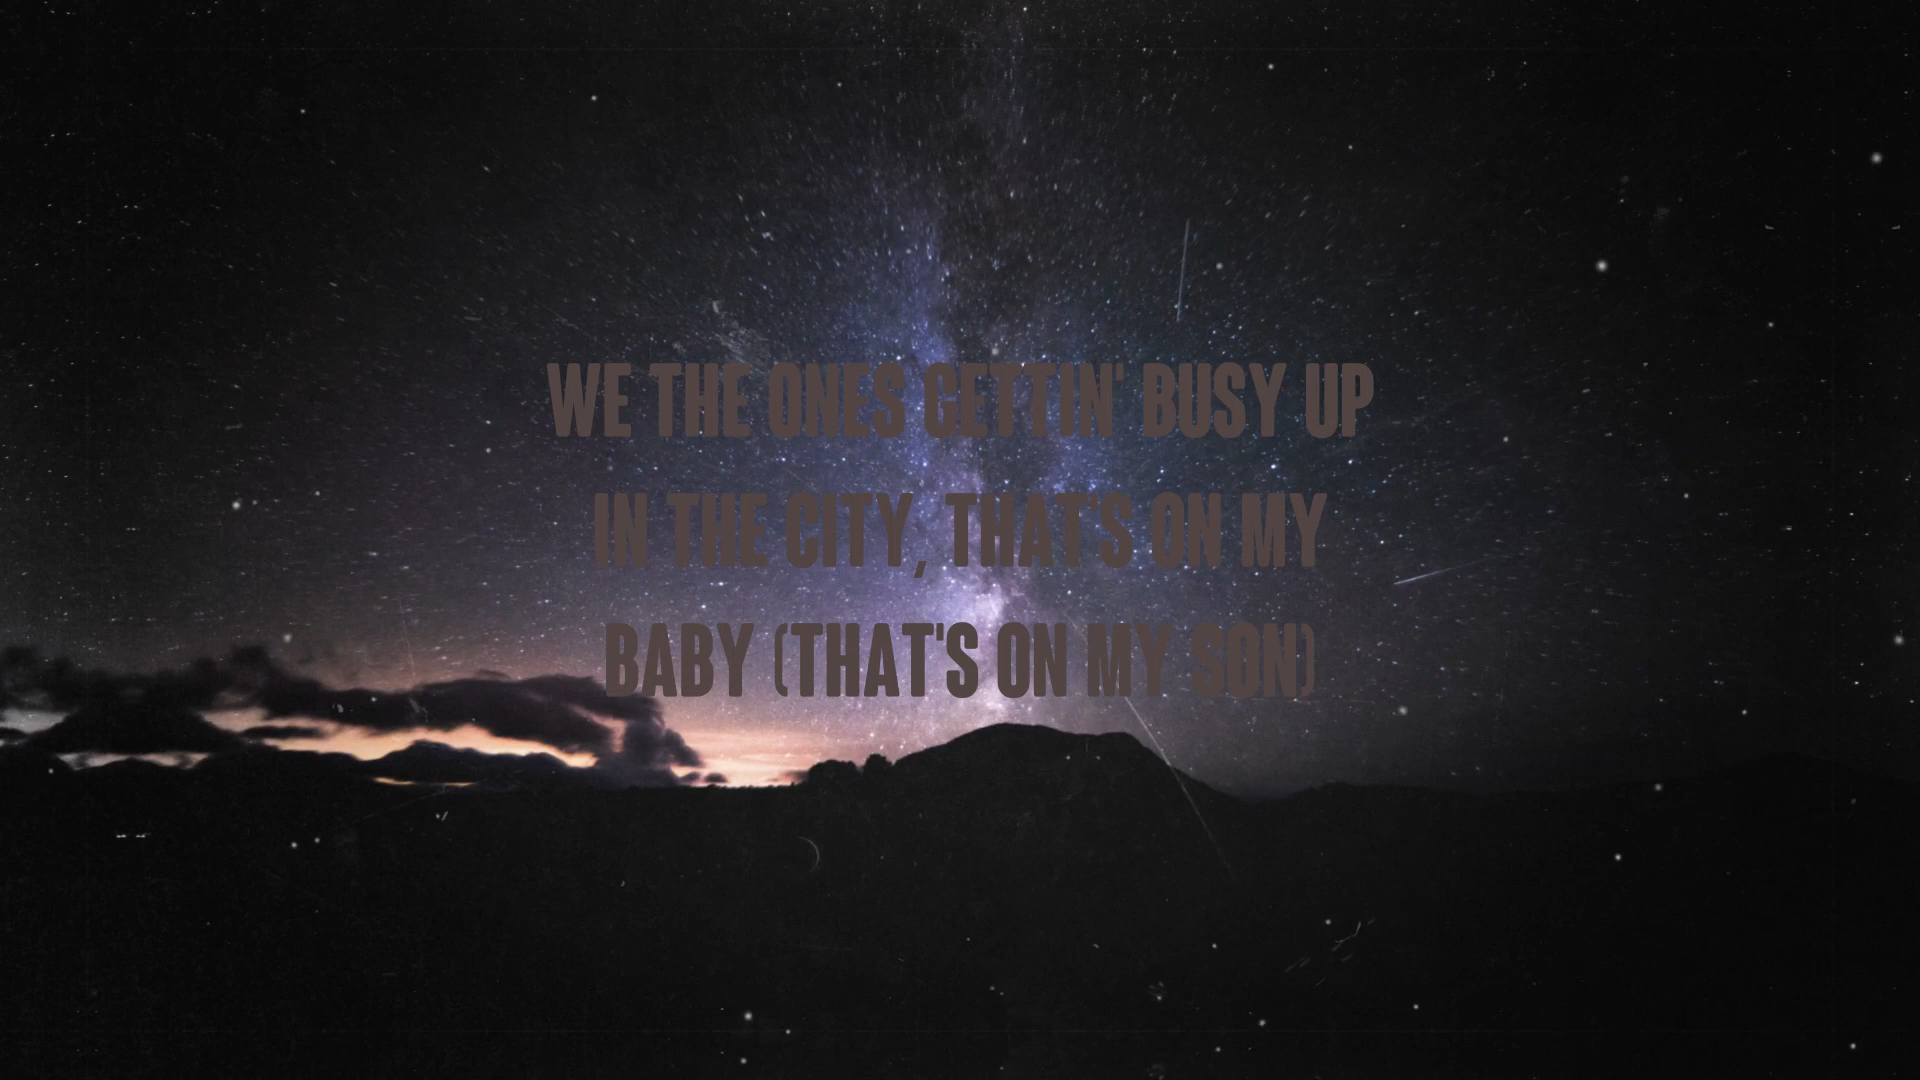 WE THE ONES GETTIN' BUSY UP
IN THE CITY, THAT'S ON MY
BABY (THAT'S ON MY SON)